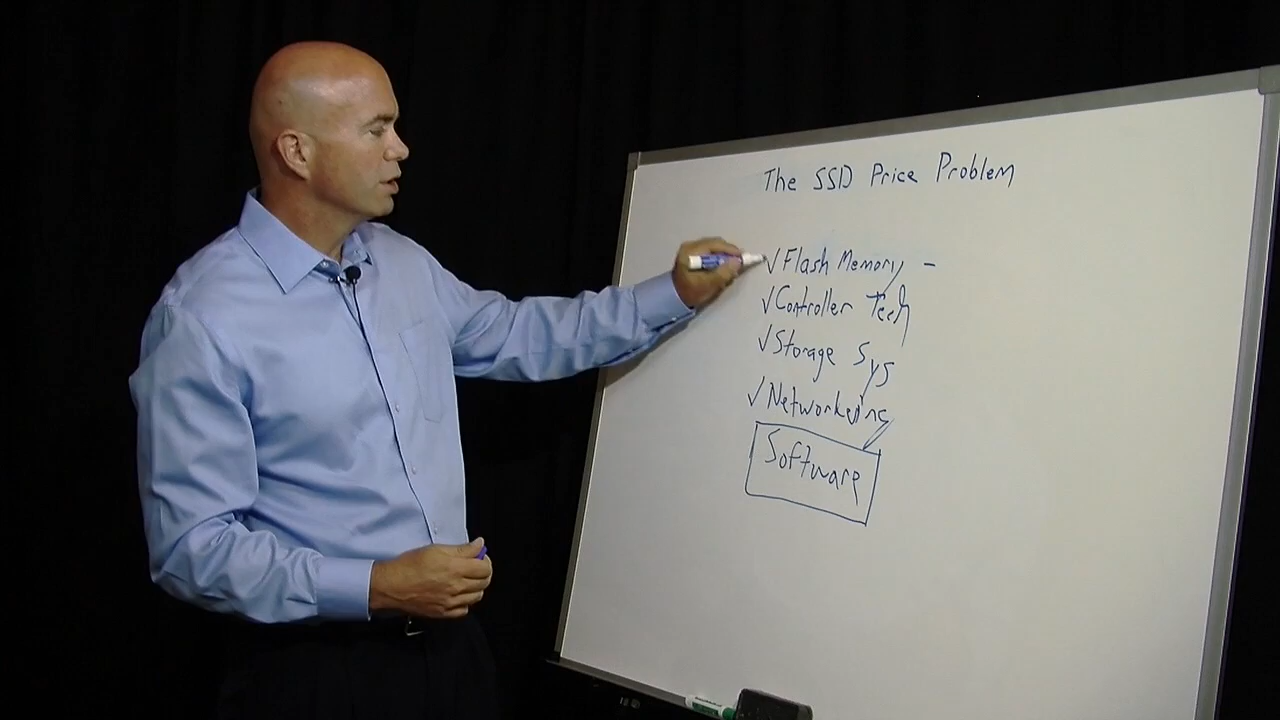 The SSD Price Problem
√ Flash Memory -
√ Controller Tech
√ Storage Sys
√ Networking
Software